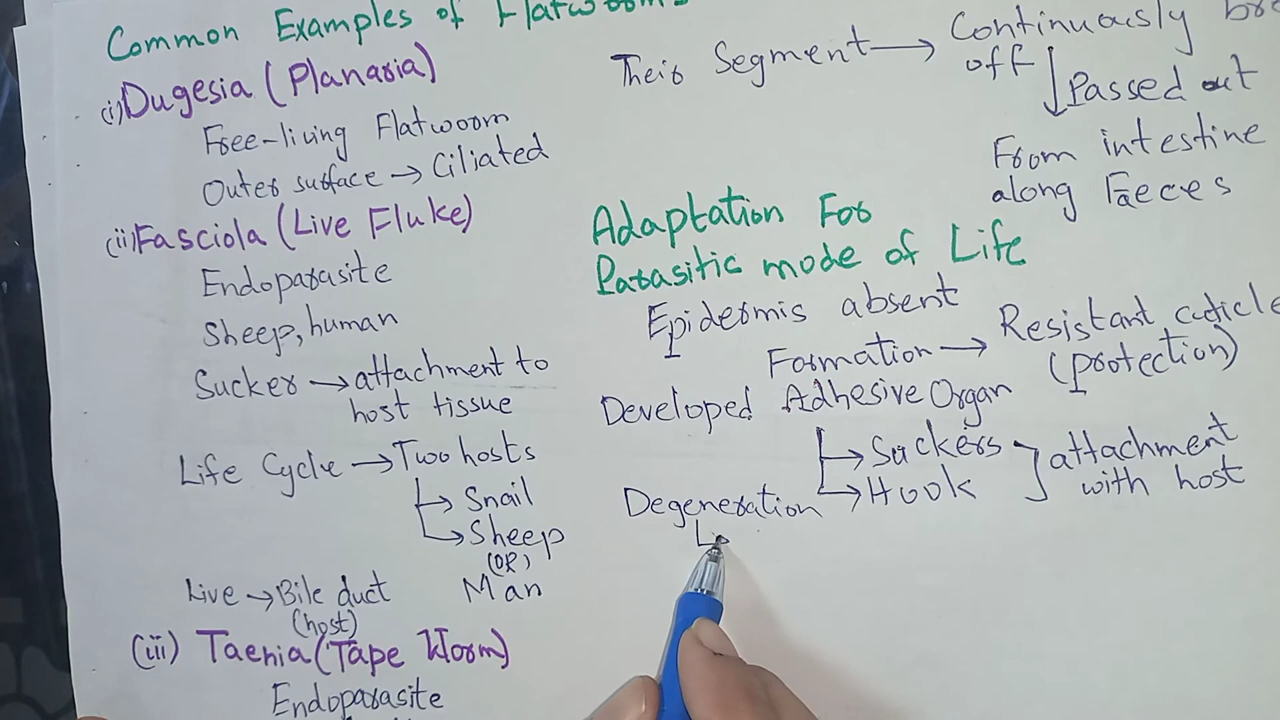 Common Examples of Flatworms
(i) Dugesia (Planaria)
Free-living Flatworm
Outer surface → Ciliated
(ii) Fasciola (Live Fluke)
Endoparasite
Sheep, human
Sucker → attachment to
host tissue
Life Cycle → Two hosts
→ Snail
→ Sheep
(OR)
Man
Live → Bile duct
(host)
(iii) Taenia (Tape Worm)
Endoparasite
Their Segment → Continuously
off
Passed out
From intestine
along Faeces
Adaptation For
Parasitic mode of Life
Epidermis absent
Formation → Resistant cuticle
(protection)
Developed Adhesive Organ
→ Suckers
→ Hook
attachment
with host
Degeneration